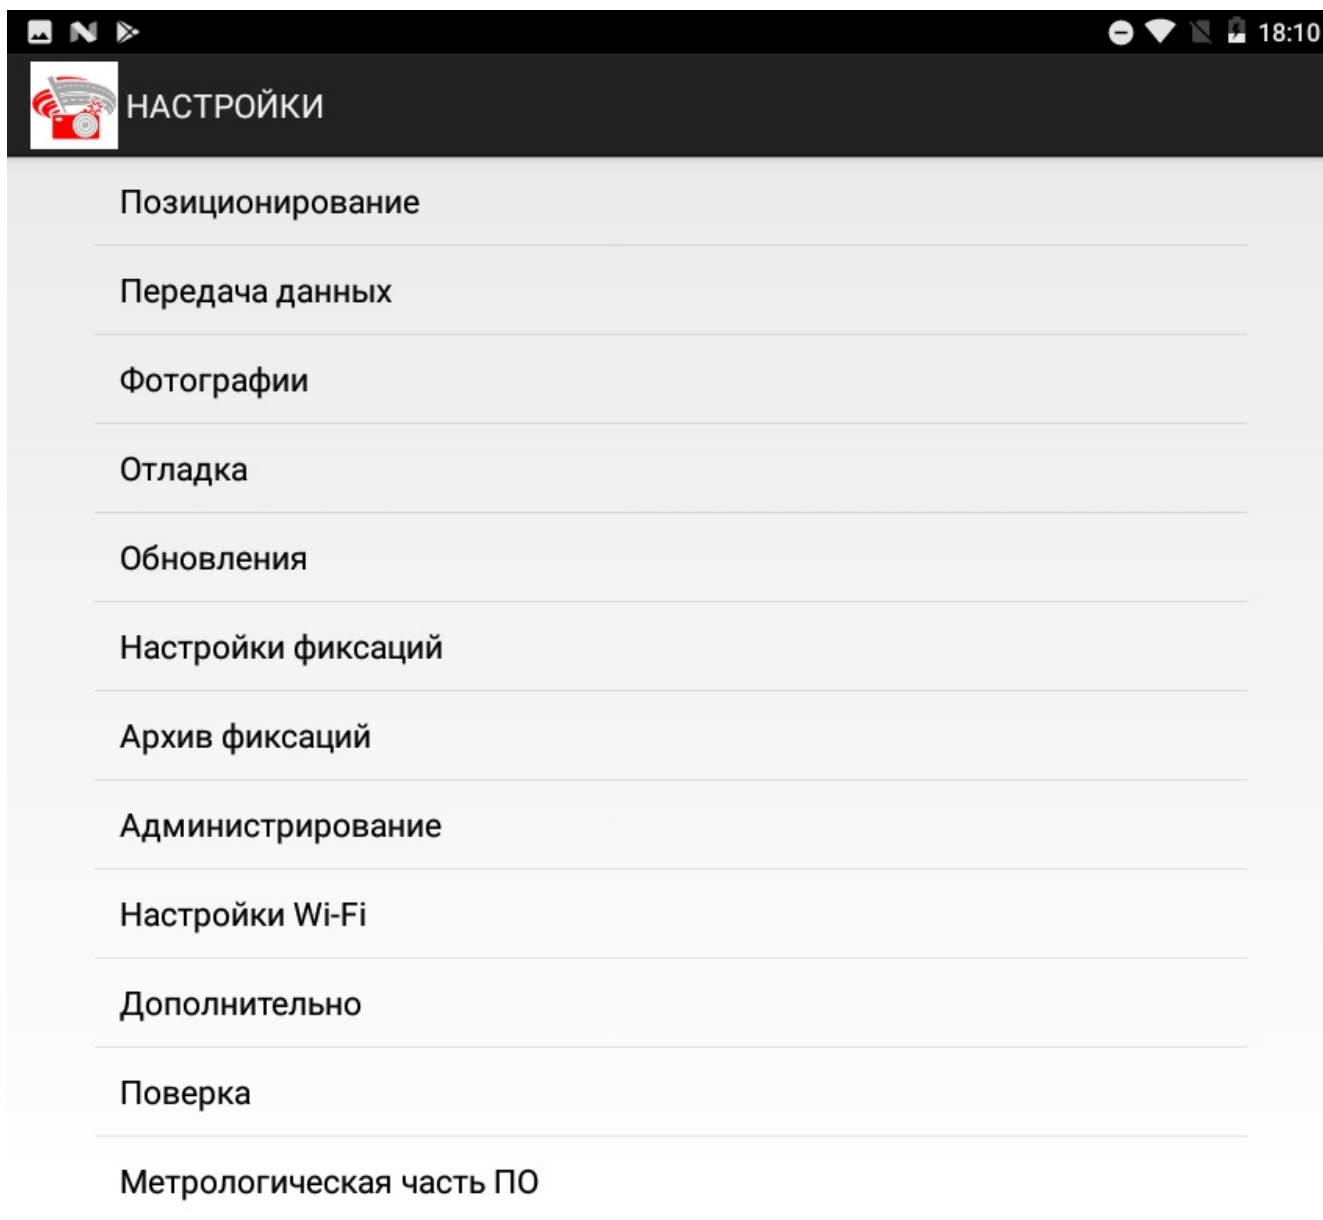 18:10
НАСТРОЙКИ
Позиционирование
Передача данных
Фотографии
Отладка
Обновления
Настройки фиксаций
Архив фиксаций
Администрирование
Настройки Wi-Fi
Дополнительно
Поверка
Метрологическая часть ПО